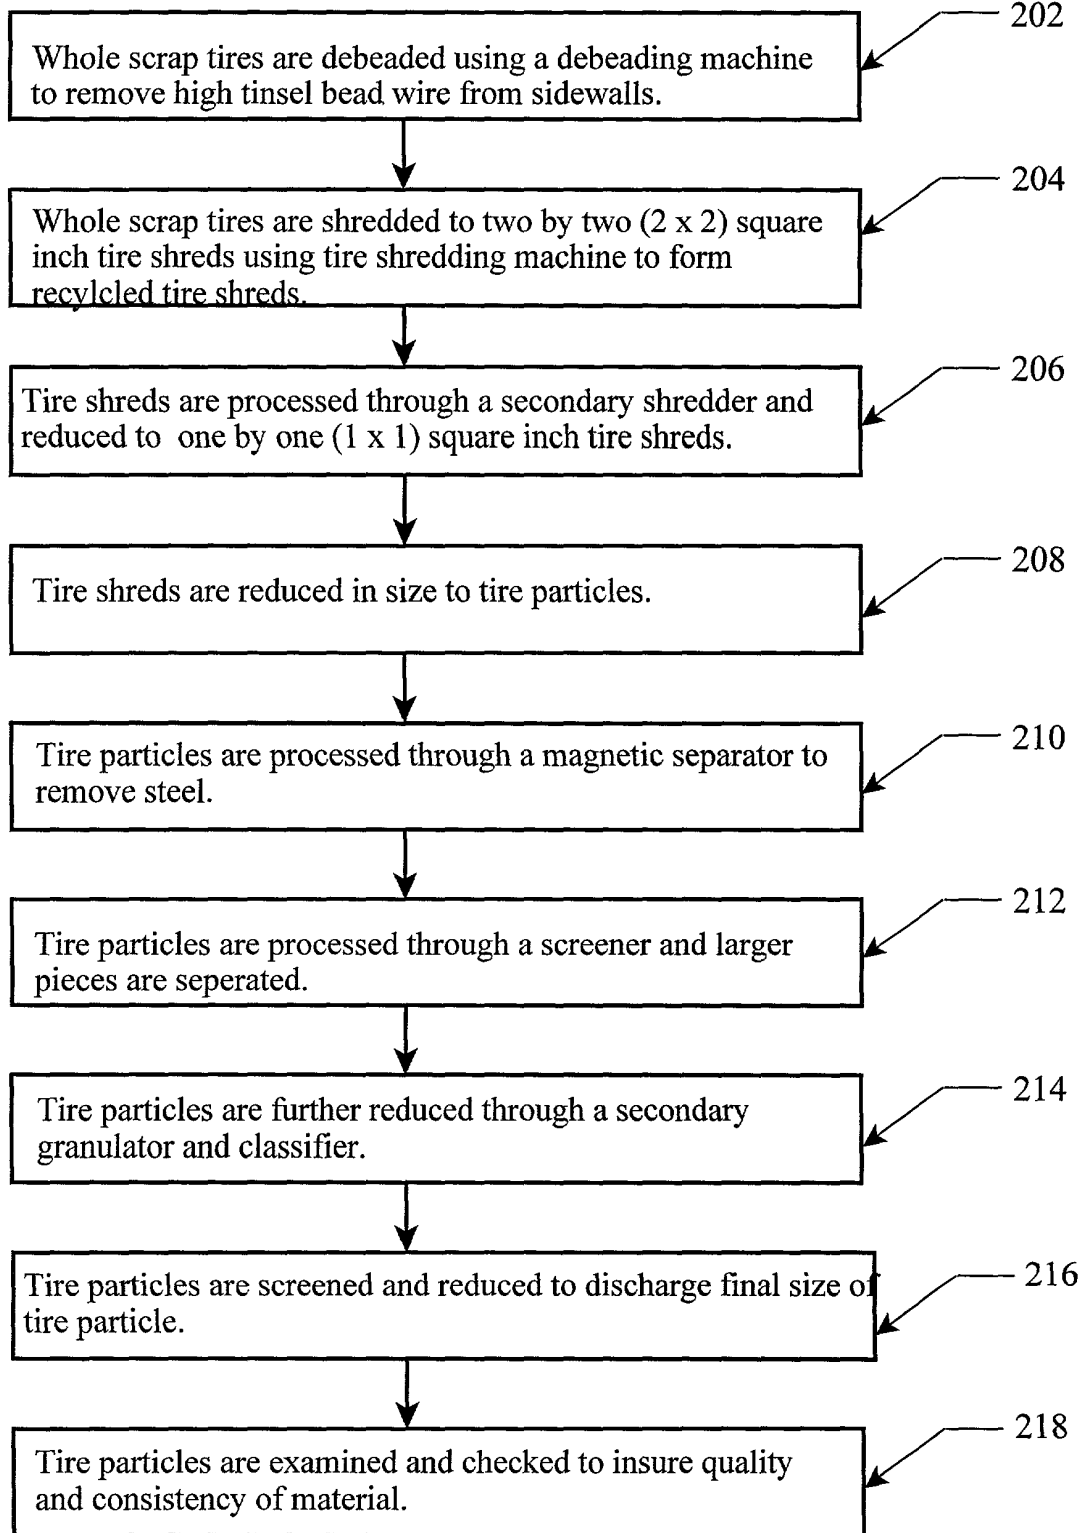 202
Whole scrap tires are debeaded using a debeading machine
to remove high tinsel bead wire from sidewalls.
204
Whole scrap tires are shredded to two by two (2 x 2) square
inch tire shreds using tire shredding machine to form
recylcled tire shreds.
206
Tire shreds are processed through a secondary shredder and
reduced to one by one (1 x 1) square inch tire shreds.
208
Tire shreds are reduced in size to tire particles.
210
Tire particles are processed through a magnetic separator to
remove steel.
212
Tire particles are processed through a screener and larger
pieces are seperated.
214
Tire particles are further reduced through a secondary
granulator and classifier.
216
Tire particles are screened and reduced to discharge final size of
tire particle.
218
Tire particles are examined and checked to insure quality
and consistency of material.